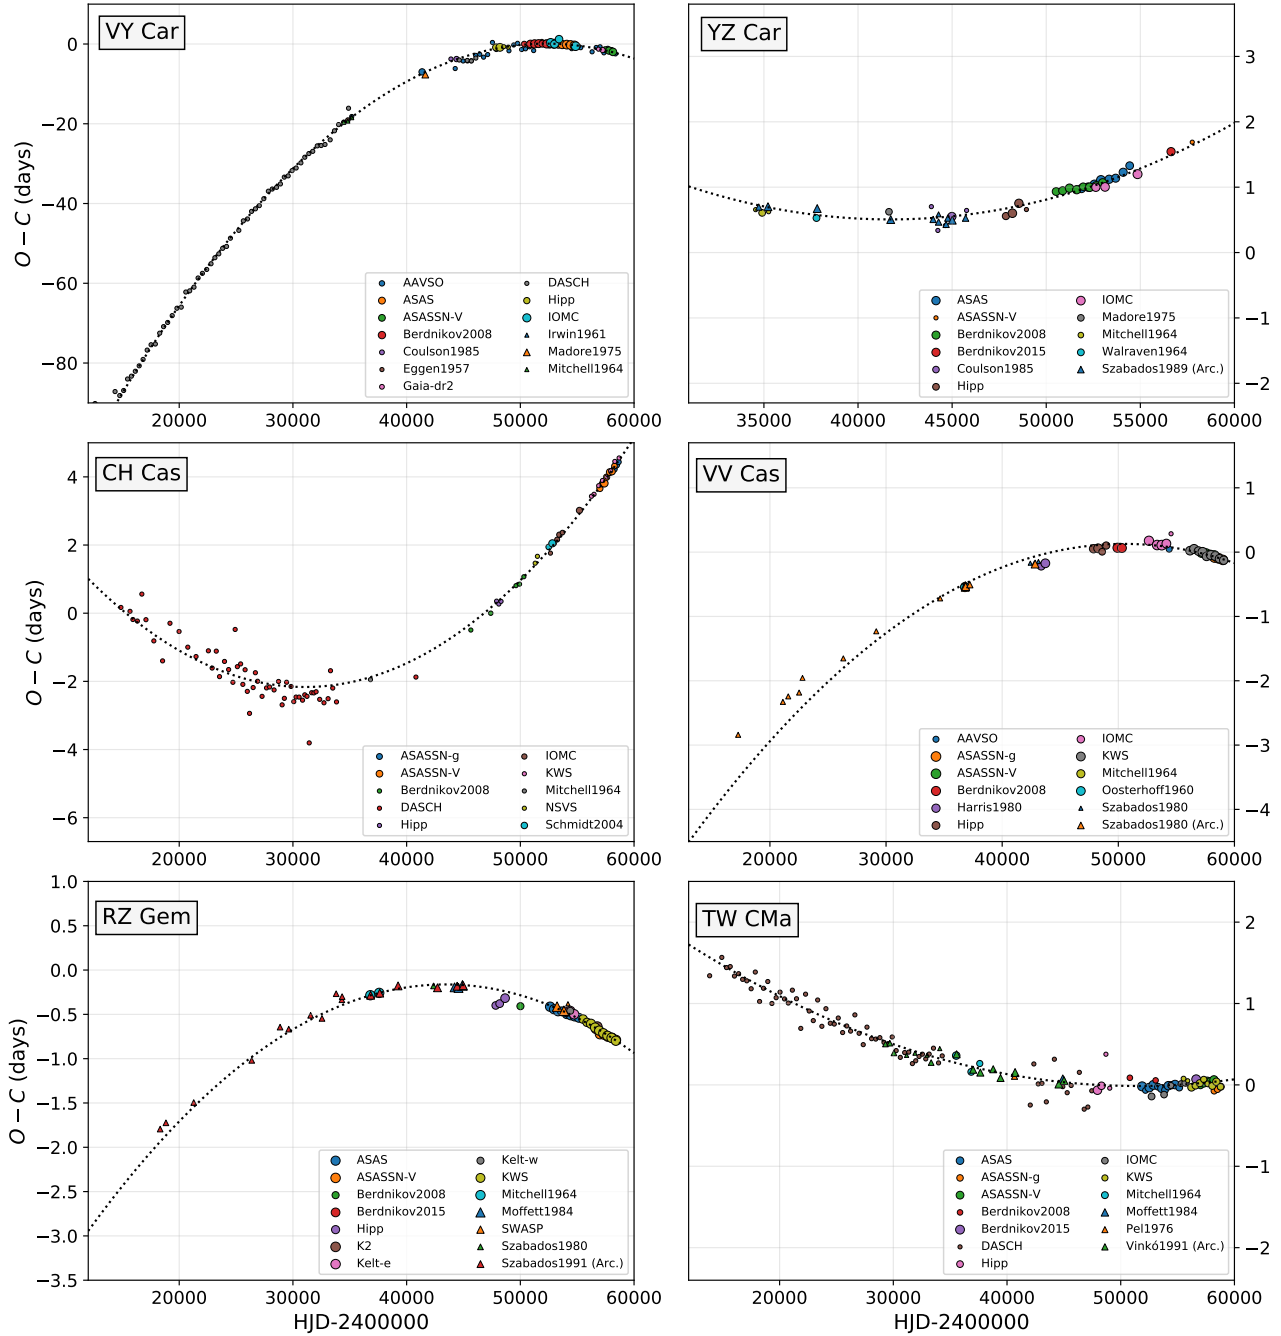 VY Car
0
−20
−40
−60
−80
O − C (days)
20000 30000 40000 50000 60000
AAVSO
ASAS
ASASSN-V
Berdnikov2008
Coulson1985
Eggen1957
Gaia-dr2
DASCH
Hipp
IOMC
Irwin1961
Madore1975
Mitchell1964
YZ Car
3
2
1
0
−1
−2
35000 40000 45000 50000 55000 60000
ASAS
ASASSN-V
Berdnikov2008
Berdnikov2015
Coulson1985
Hipp
IOMC
Madore1975
Mitchell1964
Walraven1964
Szabados1989 (Arc.)
CH Cas
4
2
0
−2
−4
−6
O − C (days)
20000 30000 40000 50000 60000
ASASSN-g
ASASSN-V
Berdnikov2008
DASCH
Hipp
IOMC
KWS
Mitchell1964
NSVS
Schmidt2004
VV Cas
1
0
−1
−2
−3
−4
20000 30000 40000 50000 60000
AAVSO
ASASSN-g
ASASSN-V
Berdnikov2008
Harris1980
Hipp
IOMC
KWS
Mitchell1964
Oosterhoff1960
Szabados1980
Szabados1980 (Arc.)
RZ Gem
1.0
0.5
0.0
−0.5
−1.0
−1.5
−2.0
−2.5
−3.0
−3.5
O − C (days)
20000 30000 40000 50000 60000
HJD-2400000
ASAS
ASASSN-V
Berdnikov2008
Berdnikov2015
Hipp
K2
Kelt-e
Kelt-w
KWS
Mitchell1964
Moffett1984
SWASP
Szabados1980
Szabados1991 (Arc.)
TW CMa
2
1
0
−1
−2
20000 30000 40000 50000 60000
HJD-2400000
ASAS
ASASSN-g
ASASSN-V
Berdnikov2008
Berdnikov2015
DASCH
Hipp
IOMC
KWS
Mitchell1964
Moffett1984
Pel1976
Vinkó1991 (Arc.)